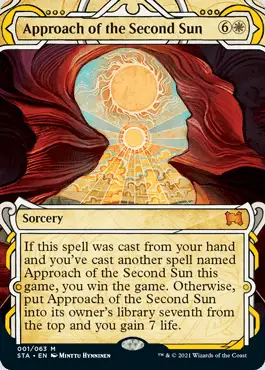 Approach of the Second Sun 6
Sorcery
If this spell was cast from your hand
and you've cast another spell named
Approach of the Second Sun this
game, you win the game. Otherwise,
put Approach of the Second Sun
into its owner's library seventh from
the top and you gain 7 life.
001/063 M
STA • EN MINTTU HYNNINEN
™ & © 2021 Wizards of the Coast